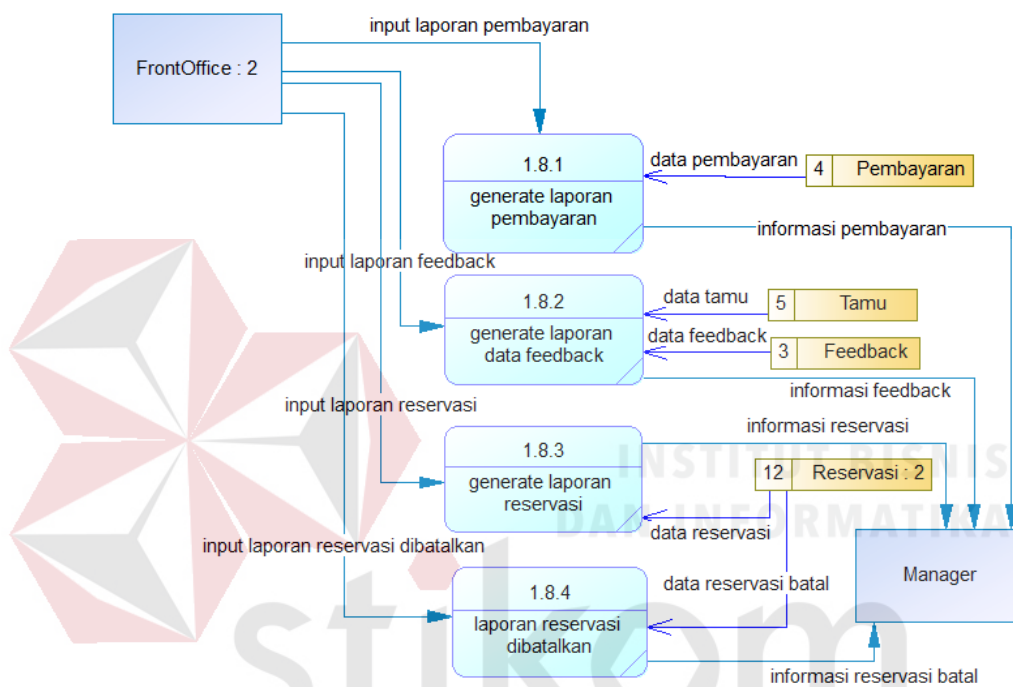 input laporan pembayaran
FrontOffice : 2
1.8.1
generate laporan
pembayaran
data pembayaran
4 Pembayaran
informasi pembayaran
input laporan feedback
1.8.2
generate laporan
data feedback
data tamu
5 Tamu
data feedback
3 Feedback
informasi feedback
input laporan reservasi
informasi reservasi
1.8.3
generate laporan
reservasi
INSTITUT BISNIS
12 Reservasi : 2
DAN INFORMATIKA
data reservasi
input laporan reservasi dibatalkan
Manager
1.8.4
laporan reservasi
dibatalkan
data reservasi batal
stikom
informasi reservasi batal